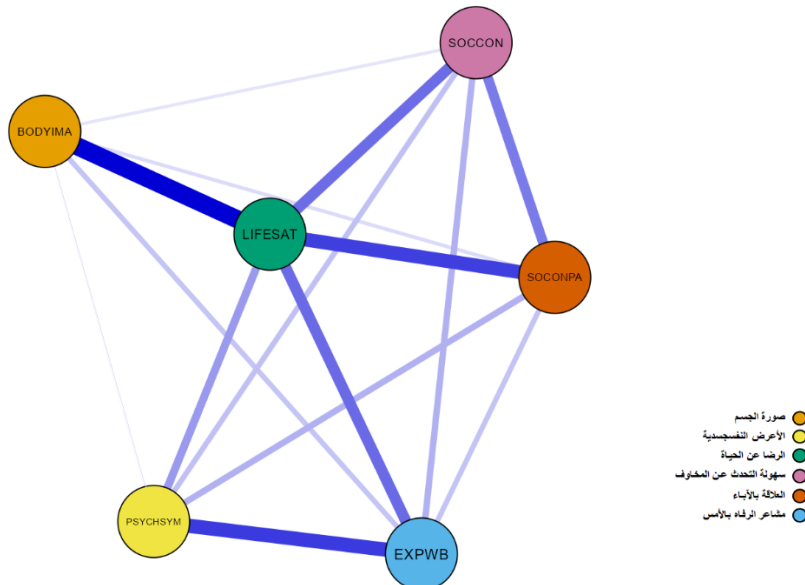 SOCCON
BODYIMA
LIFESAT
SOCONPA
PSYCHSYM
EXPWB
صورة الجسم
الأعرض النفسجسدية
الرضا عن الحياة
سهولة التحدث عن المخاوف
العلاقة بالآباء
مشاعر الرفاه بالأمس